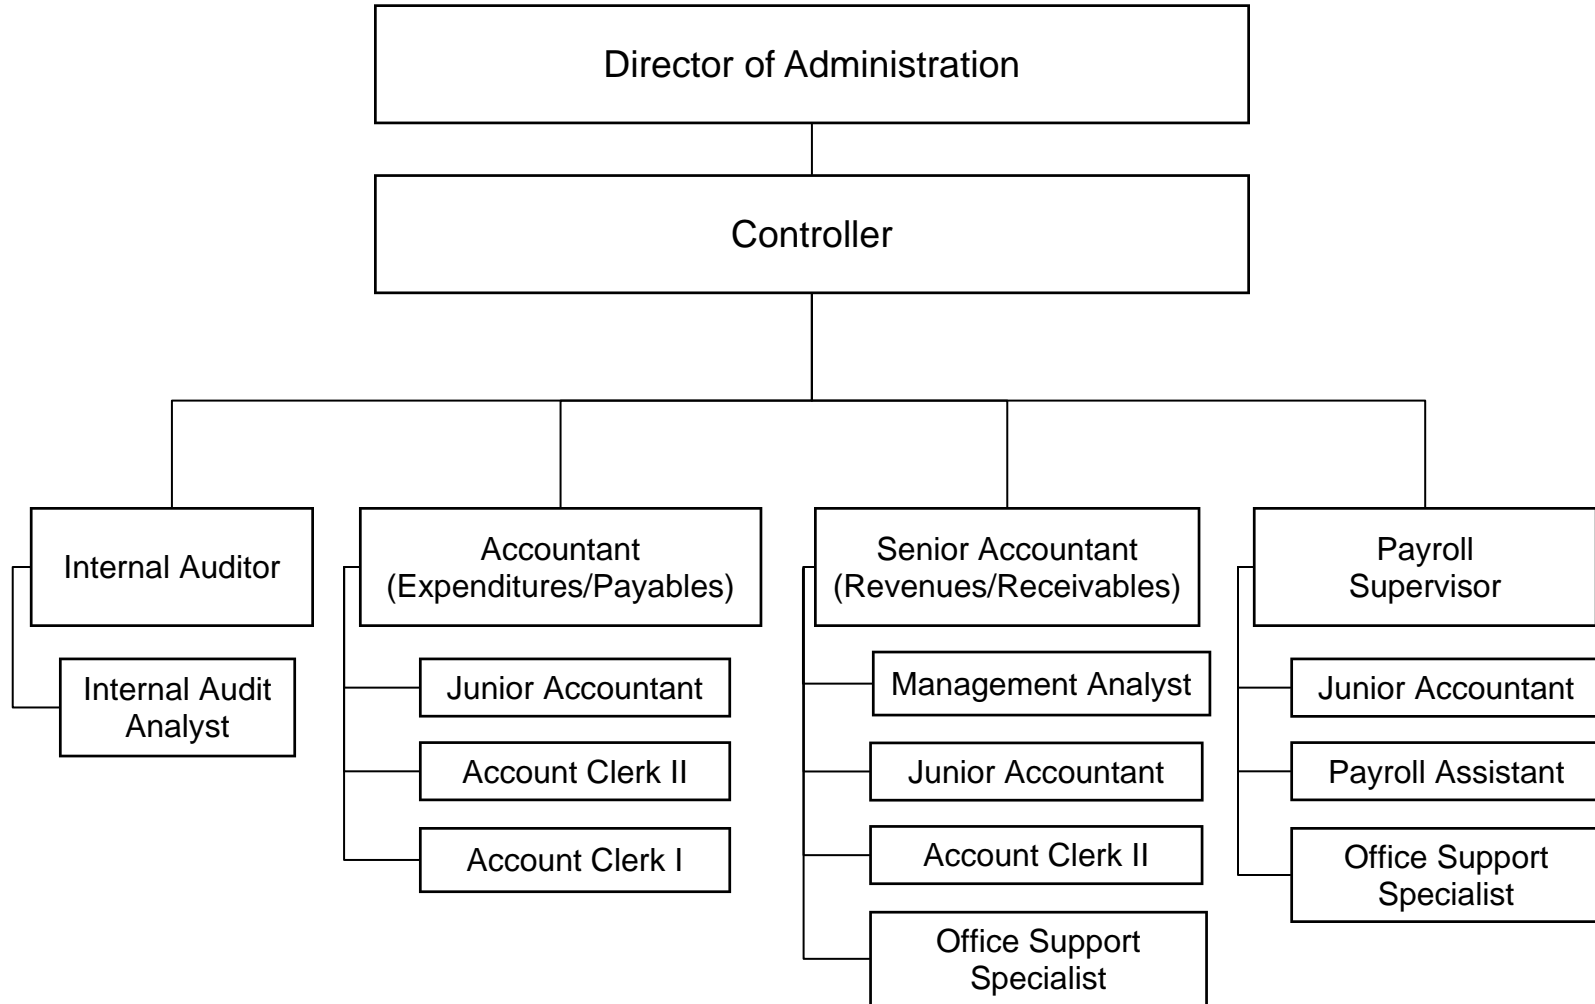 Director of Administration
Controller
Internal Auditor
Internal Audit
Analyst
Accountant
(Expenditures/Payables)
Junior Accountant
Account Clerk II
Account Clerk I
Senior Accountant
(Revenues/Receivables)
Management Analyst
Junior Accountant
Account Clerk II
Office Support
Specialist
Payroll
Supervisor
Junior Accountant
Payroll Assistant
Office Support
Specialist